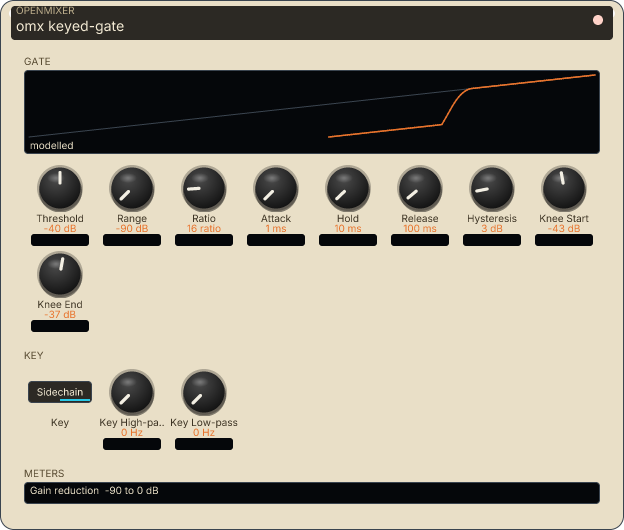 OPENMIXER
omx keyed-gate
GATE
modelled
Threshold Range Ratio Attack Hold Release Hysteresis Knee Start
-40 dB -90 dB 16 ratio 1 ms 10 ms 100 ms 3 dB -43 dB
Knee End
-37 dB
KEY
Sidechain
Key Key High-pa.. Key Low-pass
0 Hz 0 Hz
METERS
Gain reduction -90 to 0 dB